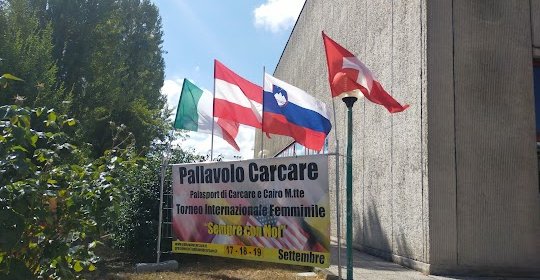 Pallavolo Carcare
Palasport di Carcare e Cairo M.tte
Torneo Internazionale Femminile
"Sempre con Noi"
17 - 18 - 19 Settembre